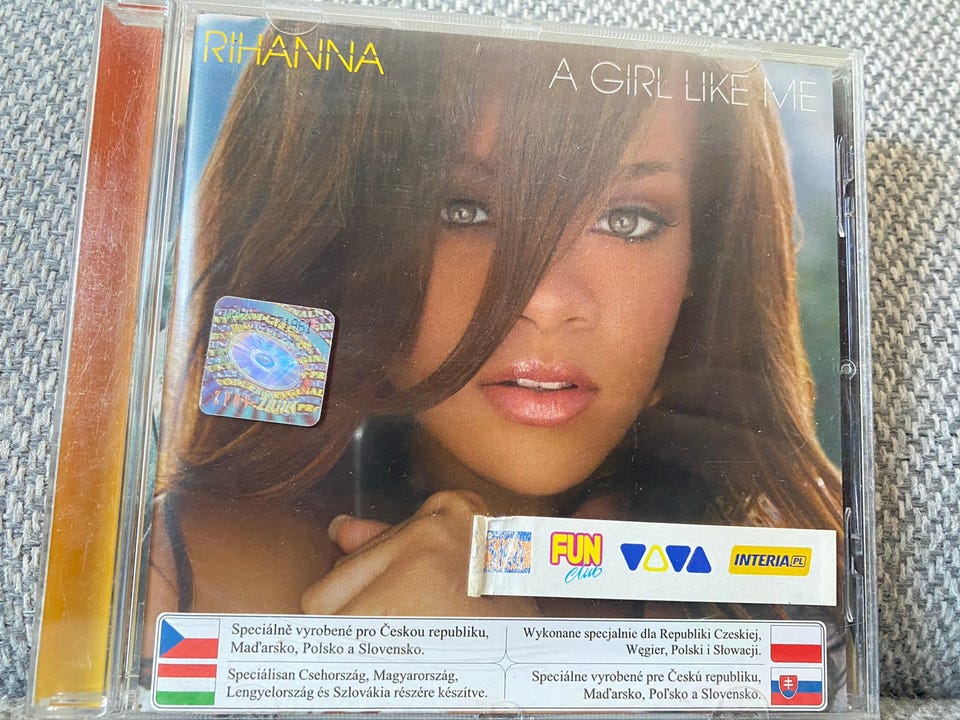 RIHANNA
A GIRL LIKE ME
FUN
club
VIVA
INTERIA.PL
Speciálně vyrobené pro Českou republiku,
Maďarsko, Polsko a Slovensko.
Wykonane specjalnie dla Republiki Czeskiej,
Węgier, Polski i Słowacji.
Speciálisan Csehország, Magyarország,
Lengyelország és Szlovákia részére készítve.
Speciálne vyrobené pre Českú republiku,
Maďarsko, Poľsko a Slovensko.